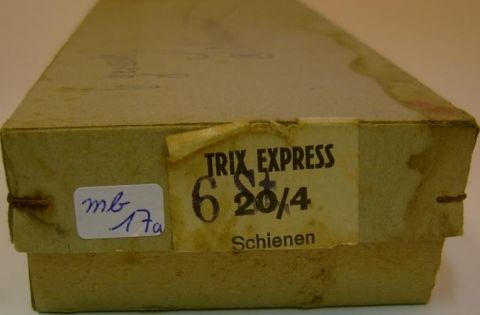 TRIX EXPRESS
6 St.
20/4
Schienen
mb
17a